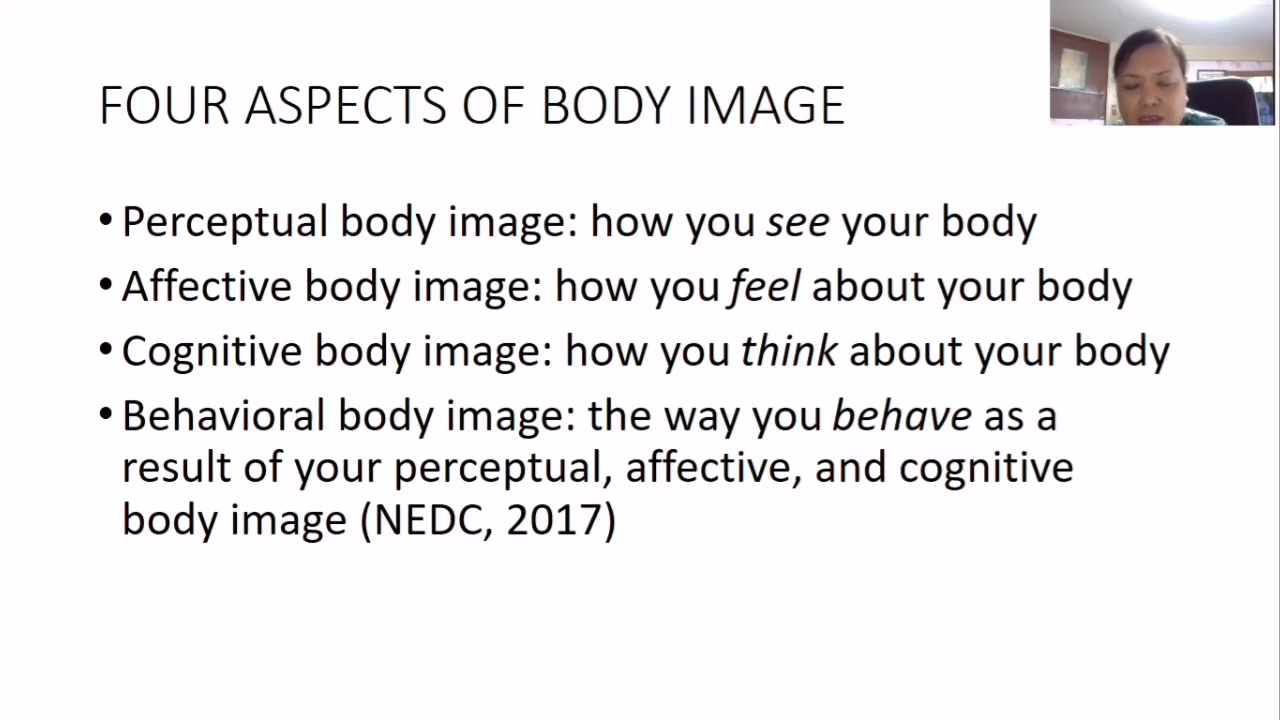 FOUR ASPECTS OF BODY IMAGE
• Perceptual body image: how you see your body
• Affective body image: how you feel about your body
• Cognitive body image: how you think about your body
• Behavioral body image: the way you behave as a
result of your perceptual, affective, and cognitive
body image (NEDC, 2017)